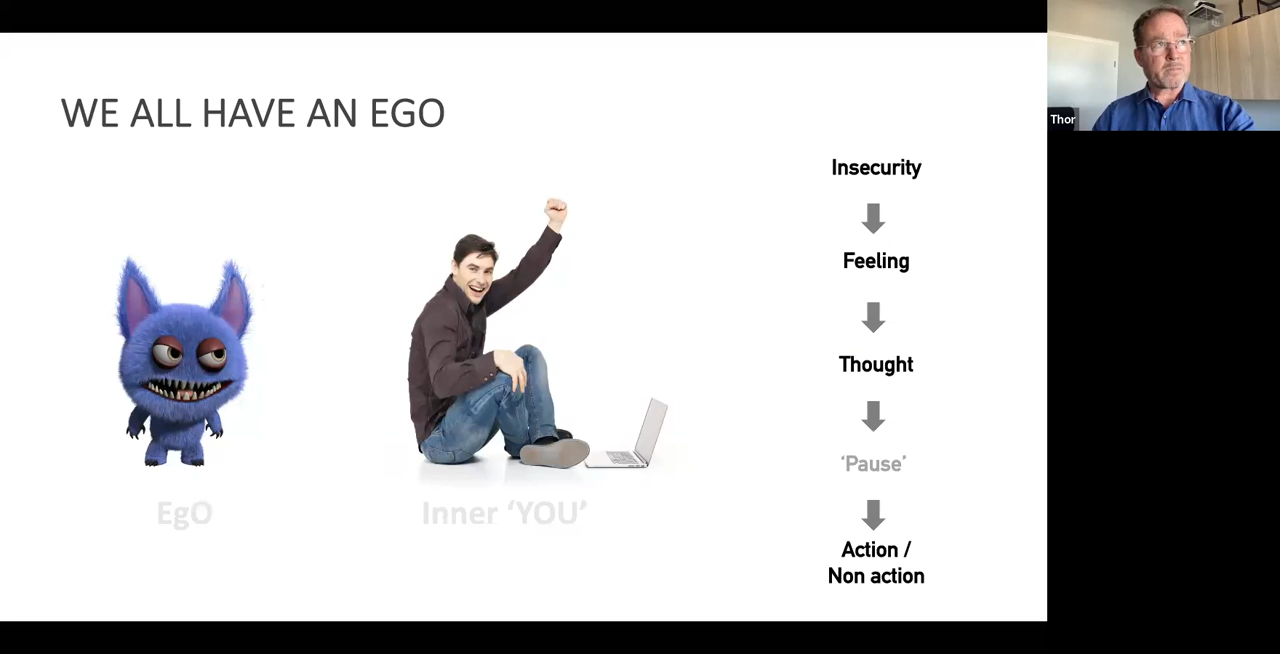 WE ALL HAVE AN EGO
Thor
Insecurity
Feeling
Thought
‘Pause’
Action /
Non action
EgO
Inner ‘YOU’